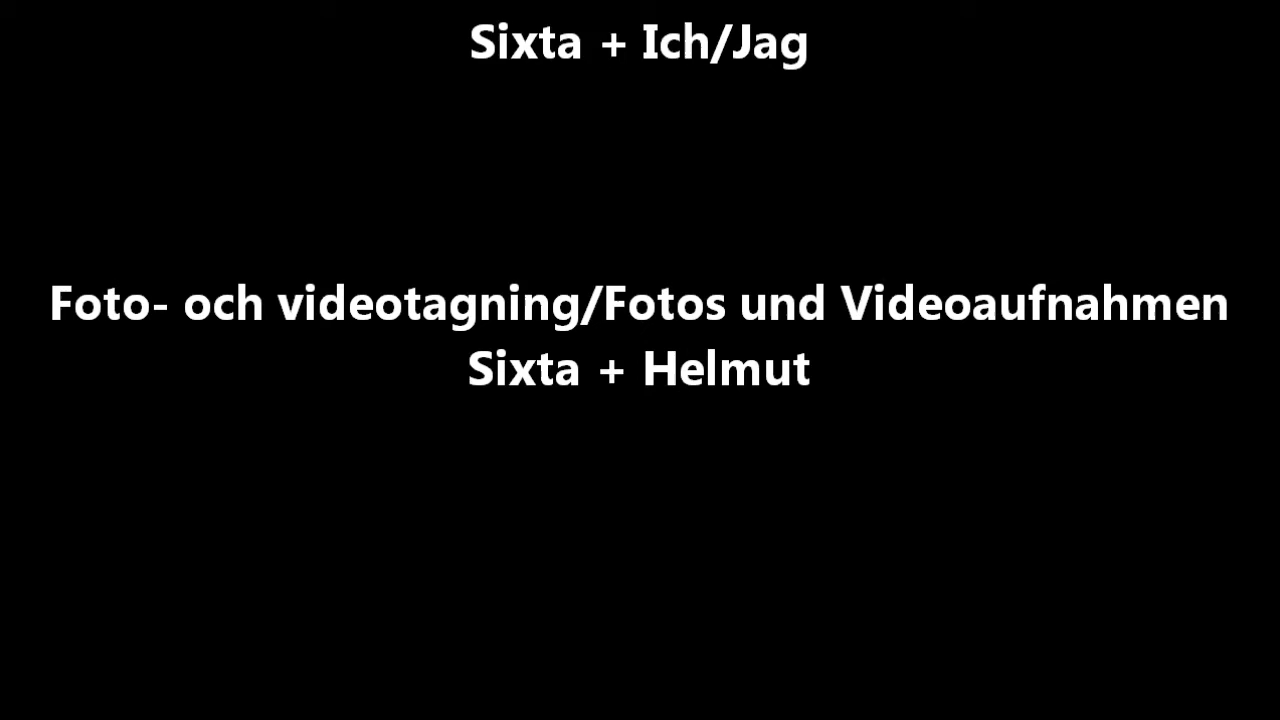 Sixta + Ich/Jag
Foto- och videotagning/Fotos und Videoaufnahmen
Sixta + Helmut